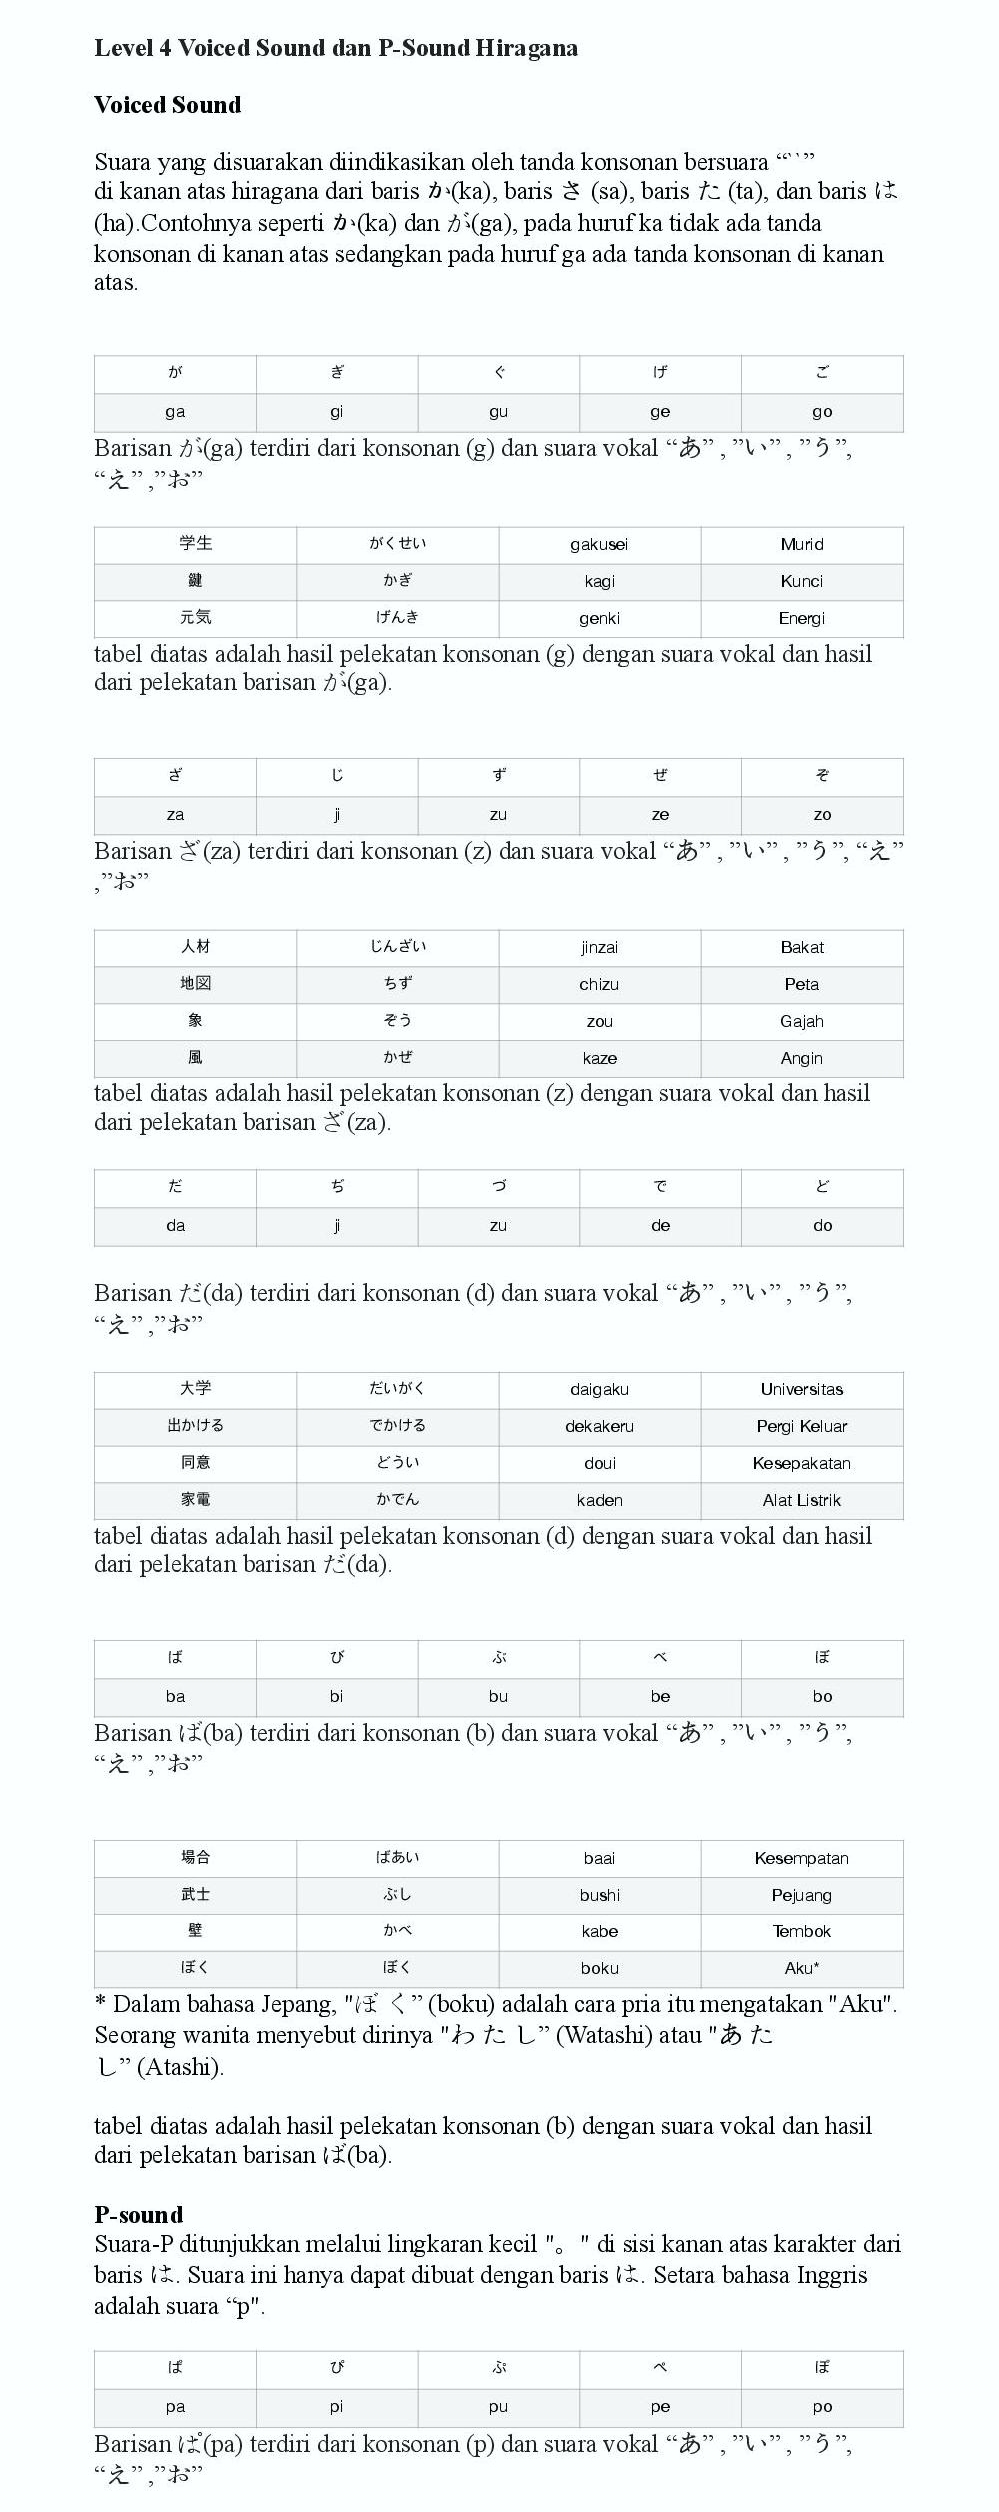 Level 4 Voiced Sound dan P-Sound Hiragana
Voiced Sound
Suara yang disuarakan diindikasikan oleh tanda konsonan bersuara “``”
di kanan atas hiragana dari baris か(ka), baris さ (sa), baris た (ta), dan baris は
(ha).Contohnya seperti か(ka) dan が(ga), pada huruf ka tidak ada tanda
konsonan di kanan atas sedangkan pada huruf ga ada tanda konsonan di kanan
atas.
が ぎ ぐ げ ご
ga gi gu ge go
Barisan が(ga) terdiri dari konsonan (g) dan suara vokal “あ” , ”い” , ”う”,
“え” ,”お”
学生 がくせい gakusei Murid
鍵 かぎ kagi Kunci
元気 げんき genki Energi
tabel diatas adalah hasil pelekatan konsonan (g) dengan suara vokal dan hasil
dari pelekatan barisan が(ga).
ざ じ ず ぜ ぞ
za ji zu ze zo
Barisan ざ(za) terdiri dari konsonan (z) dan suara vokal “あ” , ”い” , ”う”, “え”
,”お”
人材 じんざい jinzai Bakat
地図 ちず chizu Peta
象 ぞう zou Gajah
風 かぜ kaze Angin
tabel diatas adalah hasil pelekatan konsonan (z) dengan suara vokal dan hasil
dari pelekatan barisan ざ(za).
だ ぢ づ で ど
da ji zu de do
Barisan だ(da) terdiri dari konsonan (d) dan suara vokal “あ” , ”い” , ”う”,
“え” ,”お”
大学 だいがく daigaku Universitas
出かける でかける dekakeru Pergi Keluar
同意 どうい doui Kesepakatan
家電 かでん kaden Alat Listrik
tabel diatas adalah hasil pelekatan konsonan (d) dengan suara vokal dan hasil
dari pelekatan barisan だ(da).
ば び ぶ べ ぼ
ba bi bu be bo
Barisan ば(ba) terdiri dari konsonan (b) dan suara vokal “あ” , ”い” , ”う”,
“え” ,”お”
場合 ばあい baai Kesempatan
武士 ぶし bushi Pejuang
壁 かべ kabe Tembok
ぼく ぼく boku Aku*
* Dalam bahasa Jepang, "ぼ く” (boku) adalah cara pria itu mengatakan "Aku".
Seorang wanita menyebut dirinya "わ た し” (Watashi) atau "あ た
し” (Atashi).
tabel diatas adalah hasil pelekatan konsonan (b) dengan suara vokal dan hasil
dari pelekatan barisan ば(ba).
P-sound
Suara-P ditunjukkan melalui lingkaran kecil "。 " di sisi kanan atas karakter dari
baris は. Suara ini hanya dapat dibuat dengan baris は. Setara bahasa Inggris
adalah suara “p".
ぱ ぴ ぷ ぺ ぽ
pa pi pu pe po
Barisan ぱ(pa) terdiri dari konsonan (p) dan suara vokal “あ” , ”い” , ”う”,
“え” ,”お”